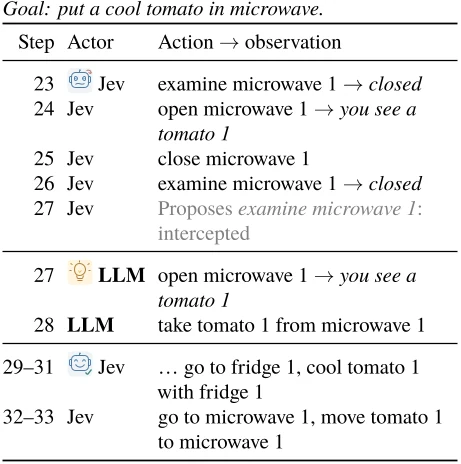 Goal: put a cool tomato in microwave.
Step Actor Action → observation
23 Jev examine microwave 1 → closed
24 Jev open microwave 1 → you see a
tomato 1
25 Jev close microwave 1
26 Jev examine microwave 1 → closed
27 Jev Proposes examine microwave 1:
intercepted
27 LLM open microwave 1 → you see a
tomato 1
28 LLM take tomato 1 from microwave 1
29–31 Jev … go to fridge 1, cool tomato 1
with fridge 1
32–33 Jev go to microwave 1, move tomato 1
to microwave 1